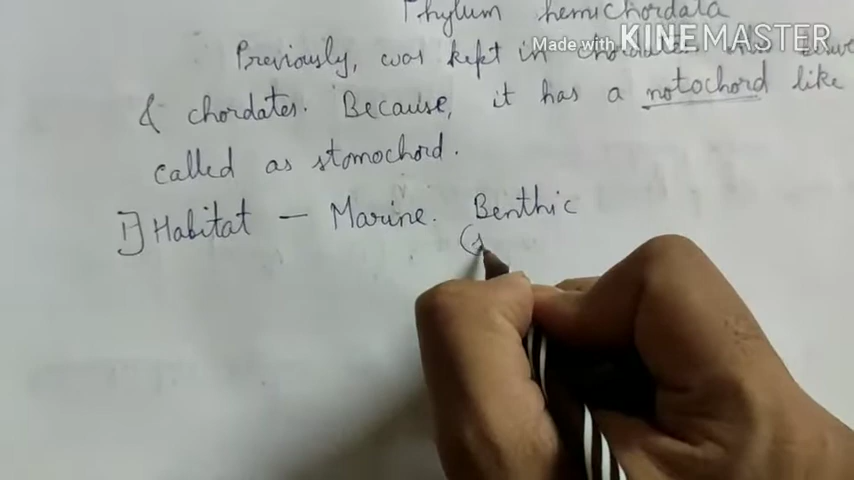 Phylum hemichordata
Made with KINEMASTER
Previously, was kept in
& chordates. Because, it has a notochord like
called as stomochord.
1] Habitat — Marine. Benthic